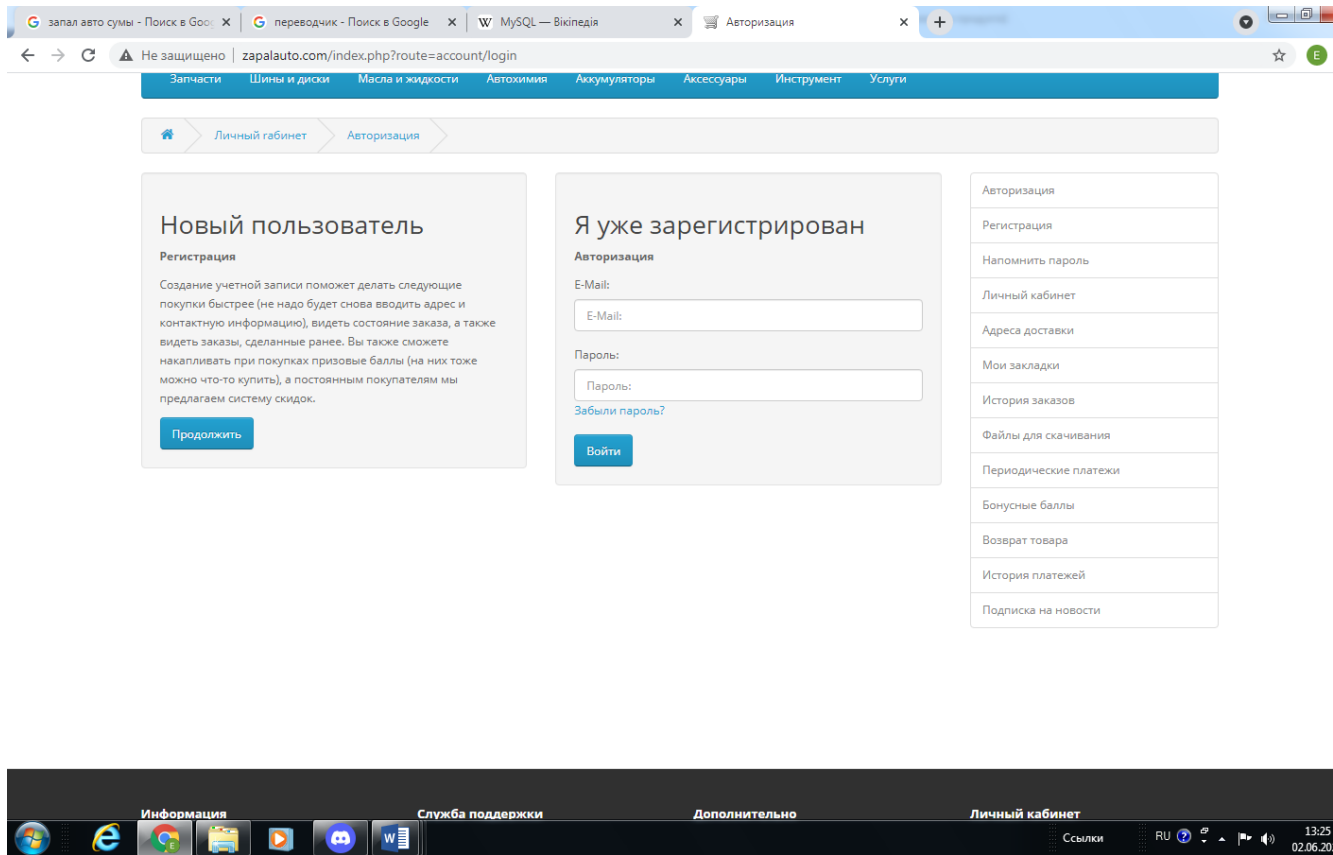 запал авто сумы - Поиск в Goog
переводчик - Поиск в Google
W MySQL — Вікіпедія
Авторизация
Не защищено zapalauto.com/index.php?route=account/login
E
Запчасти Шины и диски Масла и жидкости Автохимия Аккумуляторы Аксессуары Инструмент Услуги
Личный габинет Авторизация
Новый пользователь
Регистрация
Создание учетной записи поможет делать следующие
покупки быстрее (не надо будет снова вводить адрес и
контактную информацию), видеть состояние заказа, а также
видеть заказы, сделанные ранее. Вы также сможете
накапливать при покупках призовые баллы (на них тоже
можно что-то купить), а постоянным покупателям мы
предлагаем систему скидок.
Продолжить
Я уже зарегистрирован
Авторизация
E-Mail:
E-Mail:
Пароль:
Пароль:
Забыли пароль?
Войти
Авторизация
Регистрация
Напомнить пароль
Личный кабинет
Адреса доставки
Мои закладки
История заказов
Файлы для скачивания
Периодические платежи
Бонусные баллы
Возврат товара
История платежей
Подписка на новости
Информация Служба поддержки Дополнительно Личный кабинет
Ссылки RU 13:25
02.06.20